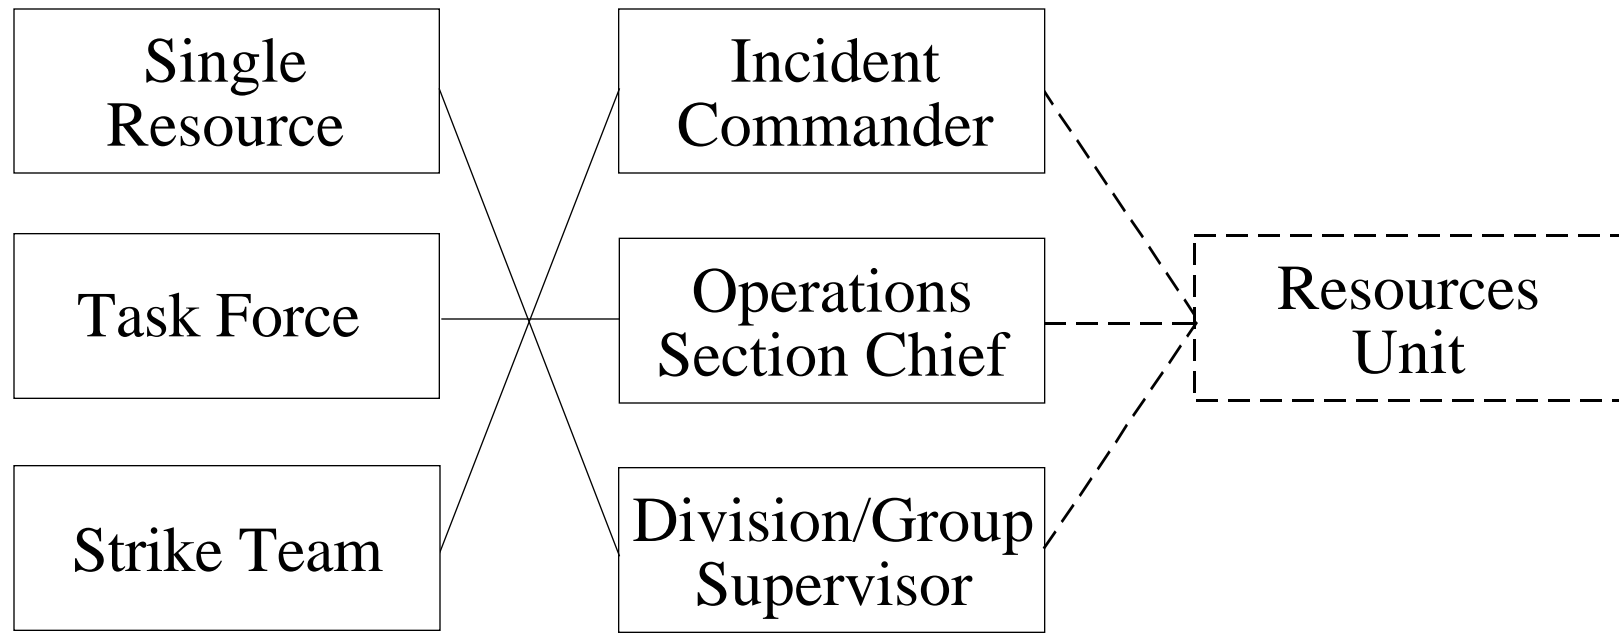 Single
Resource
Incident
Commander
Task Force
Operations
Section Chief
Resources
Unit
Strike Team
Division/Group
Supervisor